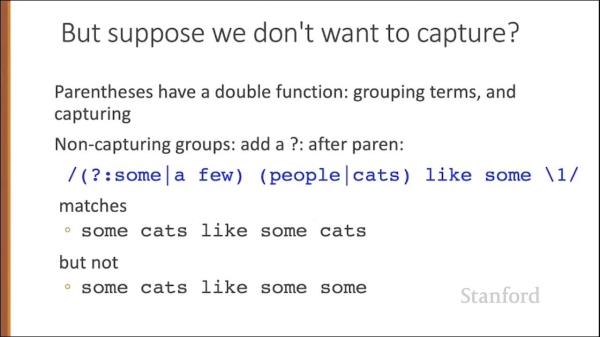 But suppose we don't want to capture?
Parentheses have a double function: grouping terms, and
capturing
Non-capturing groups: add a ?: after paren:
/(?:some|a few) (people|cats) like some \1/
matches
◦ some cats like some cats
but not
◦ some cats like some some
Stanford